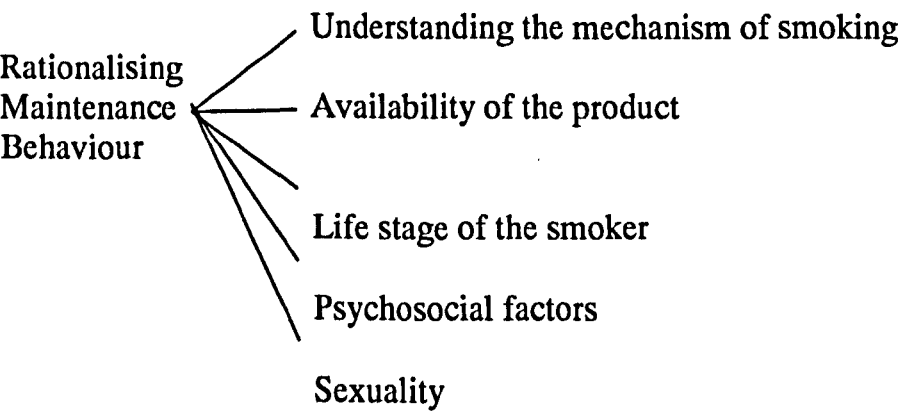 Rationalising
Maintenance
Behaviour
Understanding the mechanism of smoking
Availability of the product
Life stage of the smoker
Psychosocial factors
Sexuality